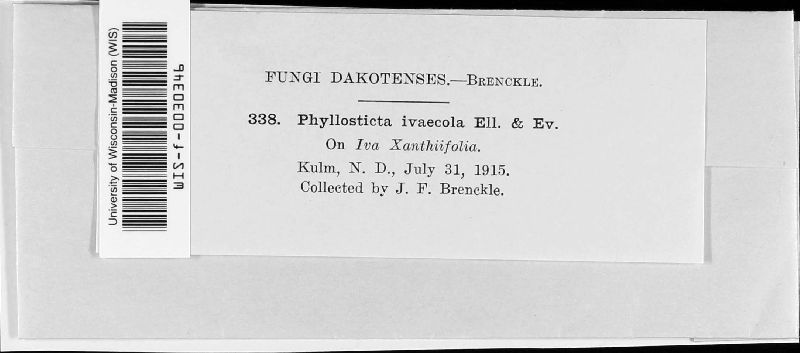 University of Wisconsin-Madison (WIS)
WIS-f-0003046
FUNGI DAKOTENSES.—BRENCKLE.
338. Phyllosticta ivaecola Ell. & Ev.
On Iva Xanthiifolia.
Kulm, N. D., July 31, 1915.
Collected by J. F. Brenckle.